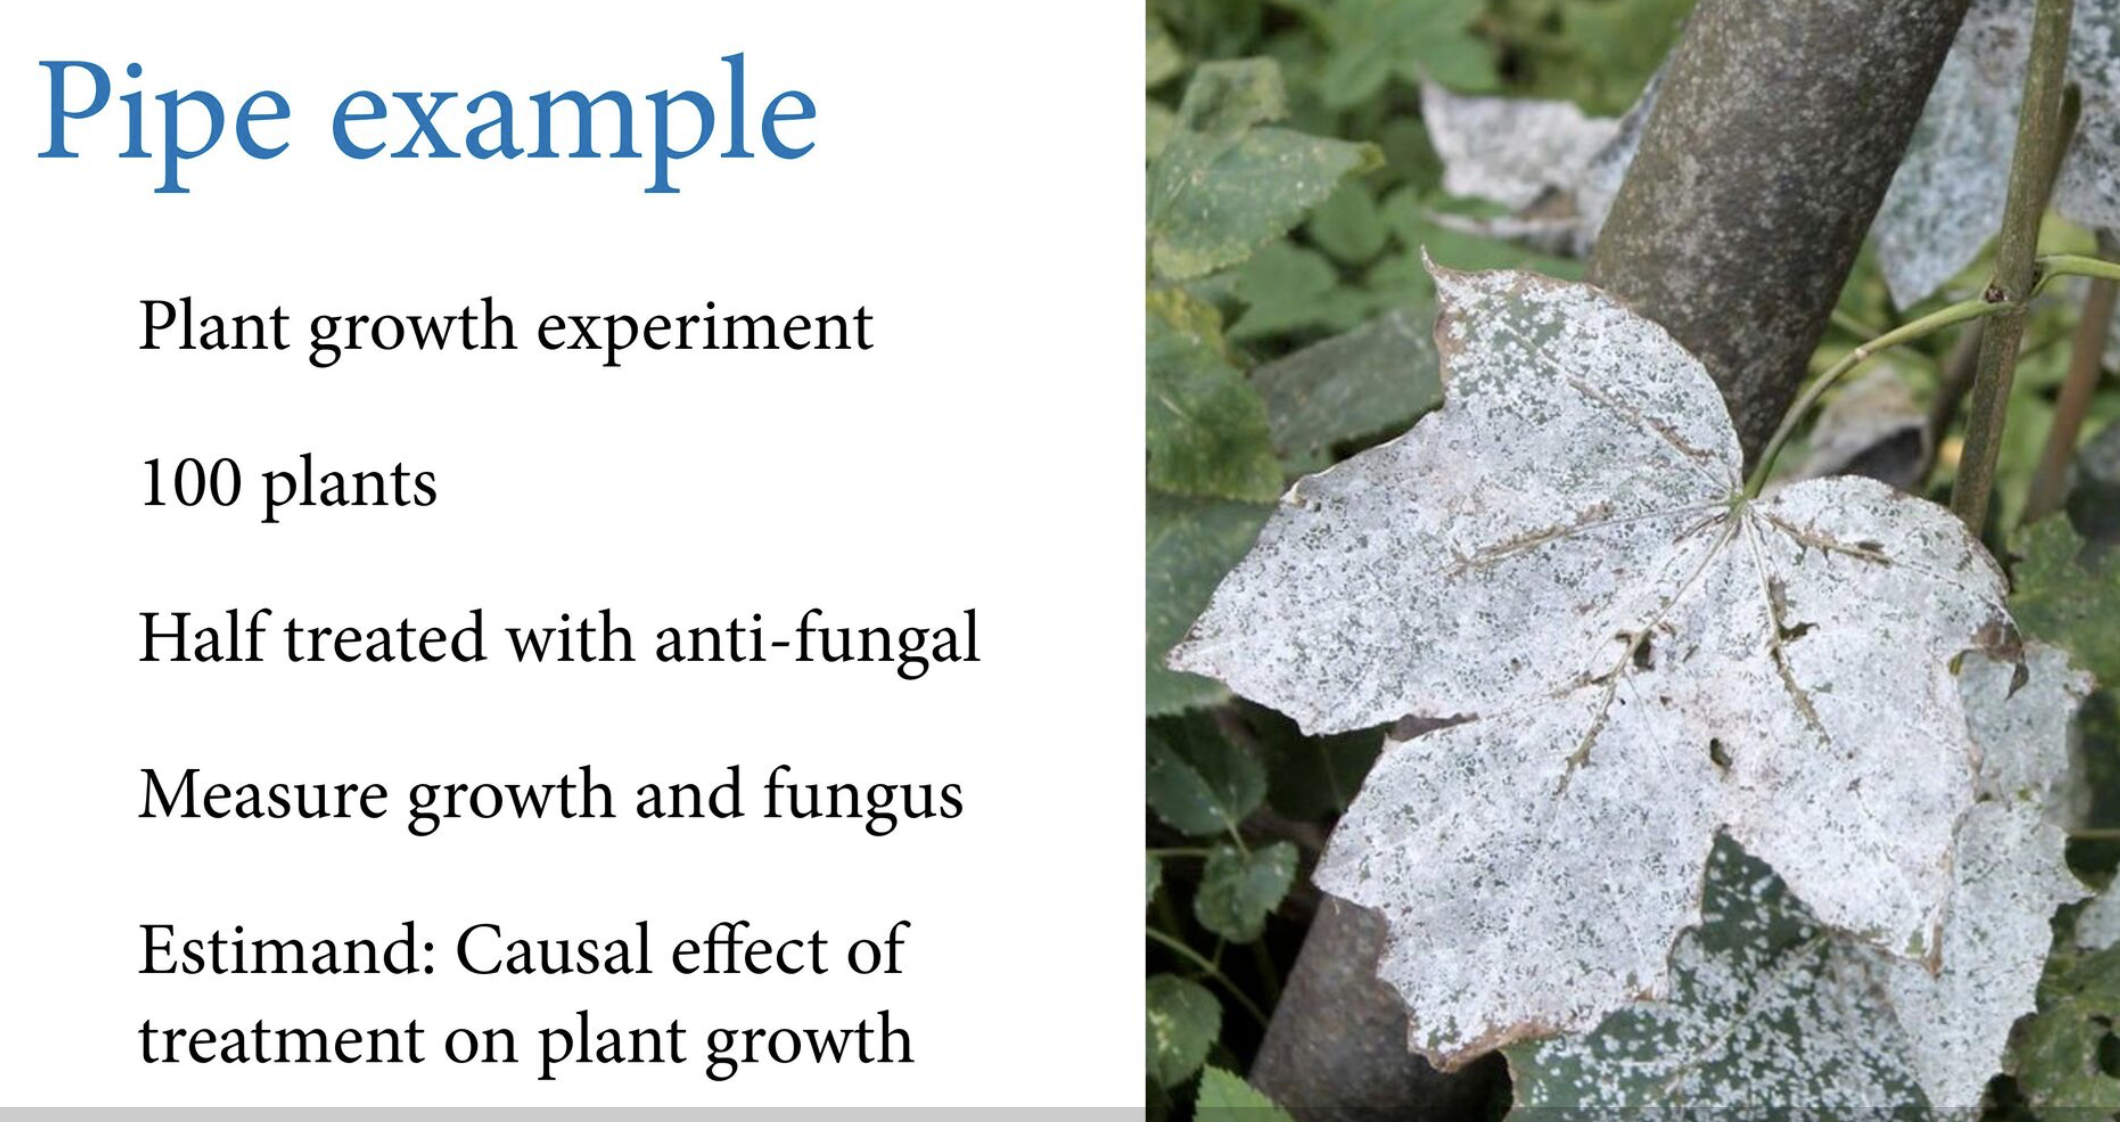 Pipe example
Plant growth experiment
100 plants
Half treated with anti-fungal
Measure growth and fungus
Estimand: Causal effect of
treatment on plant growth